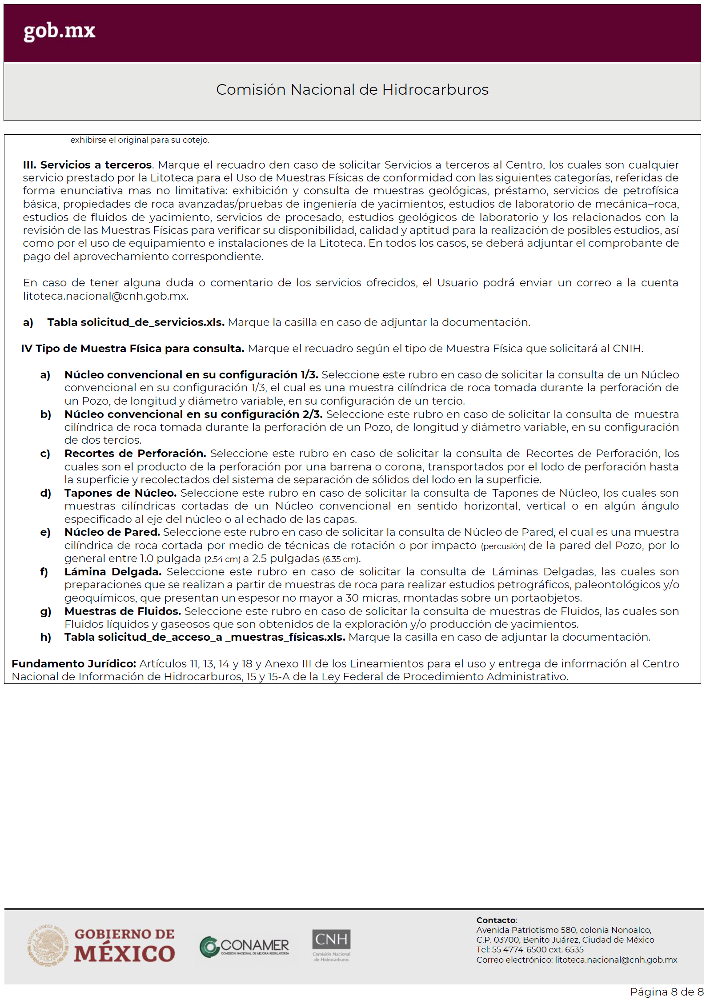 gob.mx
Comisión Nacional de Hidrocarburos
exhibirse el original para su cotejo.
III. Servicios a terceros. Marque el recuadro den caso de solicitar Servicios a terceros al Centro, los cuales son cualquier
servicio prestado por la Litoteca para el Uso de Muestras Físicas de conformidad con las siguientes categorías, referidas de
forma enunciativa mas no limitativa: exhibición y consulta de muestras geológicas, préstamo, servicios de petrofísica
básica, propiedades de roca avanzadas/pruebas de ingeniería de yacimientos, estudios de laboratorio de mecánica–roca,
estudios de fluidos de yacimiento, servicios de procesado, estudios geológicos de laboratorio y los relacionados con la
revisión de las Muestras Físicas para verificar su disponibilidad, calidad y aptitud para la realización de posibles estudios, así
como por el uso de equipamiento e instalaciones de la Litoteca. En todos los casos, se deberá adjuntar el comprobante de
pago del aprovechamiento correspondiente.
En caso de tener alguna duda o comentario de los servicios ofrecidos, el Usuario podrá enviar un correo a la cuenta
litoteca.nacional@cnh.gob.mx.
a) Tabla solicitud_de_servicios.xls. Marque la casilla en caso de adjuntar la documentación.
IV Tipo de Muestra Física para consulta. Marque el recuadro según el tipo de Muestra Física que solicitará al CNIH.
a) Núcleo convencional en su configuración 1/3. Seleccione este rubro en caso de solicitar la consulta de un Núcleo
convencional en su configuración 1/3, el cual es una muestra cilíndrica de roca tomada durante la perforación de
un Pozo, de longitud y diámetro variable, en su configuración de un tercio.
b) Núcleo convencional en su configuración 2/3. Seleccione este rubro en caso de solicitar la consulta de muestra
cilíndrica de roca tomada durante la perforación de un Pozo, de longitud y diámetro variable, en su configuración
de dos tercios.
c) Recortes de Perforación. Seleccione este rubro en caso de solicitar la consulta de Recortes de Perforación, los
cuales son el producto de la perforación por una barrena o corona, transportados por el lodo de perforación hasta
la superficie y recolectados del sistema de separación de sólidos del lodo en la superficie.
d) Tapones de Núcleo. Seleccione este rubro en caso de solicitar la consulta de Tapones de Núcleo, los cuales son
muestras cilíndricas cortadas de un Núcleo convencional en sentido horizontal, vertical o en algún ángulo
especificado al eje del núcleo o al echado de las capas.
e) Núcleo de Pared. Seleccione este rubro en caso de solicitar la consulta de Núcleo de Pared, el cual es una muestra
cilíndrica de roca cortada por medio de técnicas de rotación o por impacto (percusión) de la pared del Pozo, por lo
general entre 1.0 pulgada (2.54 cm) a 2.5 pulgadas (6.35 cm).
f) Lámina Delgada. Seleccione este rubro en caso de solicitar la consulta de Láminas Delgadas, las cuales son
preparaciones que se realizan a partir de muestras de roca para realizar estudios petrográficos, paleontológicos y/o
geoquímicos, que presentan un espesor no mayor a 30 micras, montadas sobre un portaobjetos.
g) Muestras de Fluidos. Seleccione este rubro en caso de solicitar la consulta de muestras de Fluidos, las cuales son
Fluidos líquidos y gaseosos que son obtenidos de la exploración y/o producción de yacimientos.
h) Tabla solicitud_de_acceso_a _muestras_físicas.xls. Marque la casilla en caso de adjuntar la documentación.
Fundamento Jurídico: Artículos 11, 13, 14 y 18 y Anexo III de los Lineamientos para el uso y entrega de información al Centro
Nacional de Información de Hidrocarburos, 15 y 15-A de la Ley Federal de Procedimiento Administrativo.
ESTADOS UNIDOS MEXICANOS
GOBIERNO DE
MÉXICO
CONAMER
COMISIÓN NACIONAL DE MEJORA REGULATORIA
CNH
Comisión Nacional
de Hidrocarburos
Contacto:
Avenida Patriotismo 580, colonia Nonoalco,
C.P. 03700, Benito Juárez, Ciudad de México
Tel: 55 4774-6500 ext. 6535
Correo electrónico: litoteca.nacional@cnh.gob.mx
Página 8 de 8